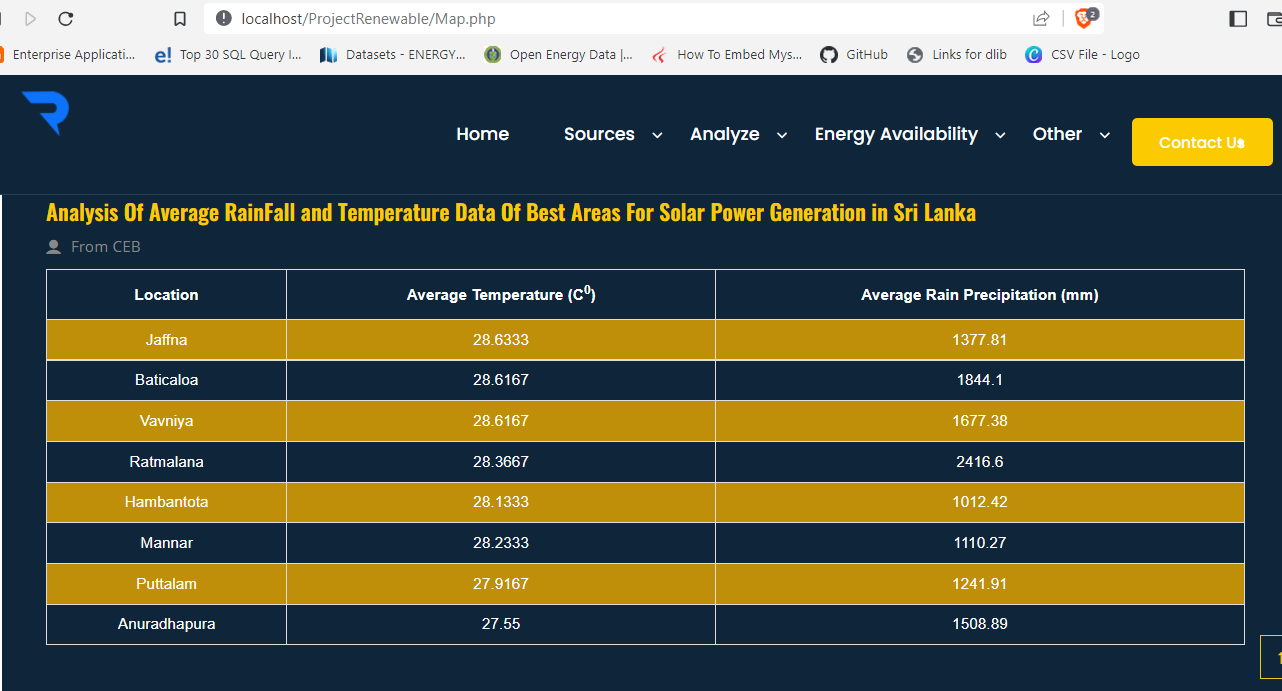 localhost/ProjectRenewable/Map.php
2
Enterprise Applicati... e! Top 30 SQL Query I... Datasets - ENERGY... Open Energy Data |... How To Embed Mys... GitHub Links for dlib C CSV File - Logo
Home Sources Analyze Energy Availability Other Contact Us
Analysis Of Average RainFall and Temperature Data Of Best Areas For Solar Power Generation in Sri Lanka
From CEB
Location Average Temperature (C⁰) Average Rain Precipitation (mm)
Jaffna 28.6333 1377.81
Baticaloa 28.6167 1844.1
Vavniya 28.6167 1677.38
Ratmalana 28.3667 2416.6
Hambantota 28.1333 1012.42
Mannar 28.2333 1110.27
Puttalam 27.9167 1241.91
Anuradhapura 27.55 1508.89